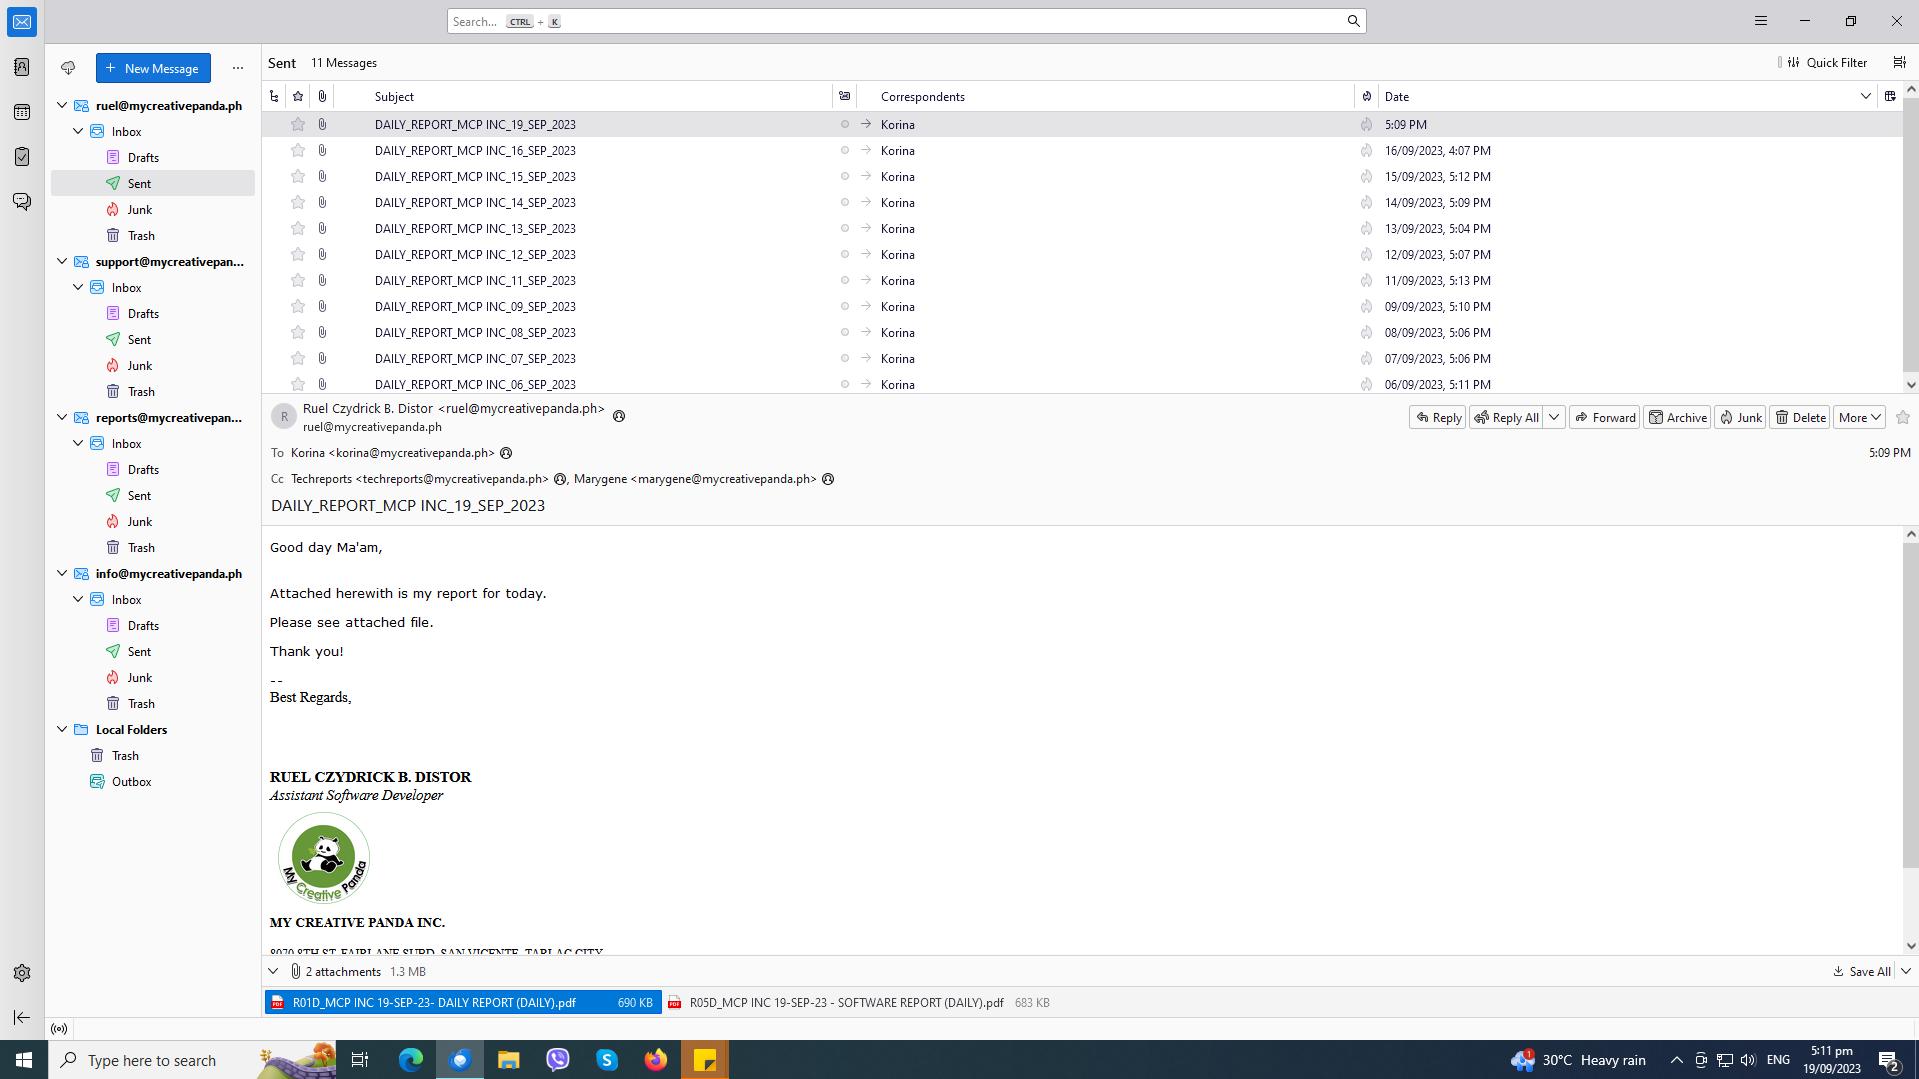 Search... CTRL + K
New Message
Sent 11 Messages
Quick Filter
ruel@mycreativepanda.ph
Inbox
Drafts
Sent
Junk
Trash
support@mycreativepan...
Inbox
Drafts
Sent
Junk
Trash
reports@mycreativepan...
Inbox
Drafts
Sent
Junk
Trash
info@mycreativepanda.ph
Inbox
Drafts
Sent
Junk
Trash
Local Folders
Trash
Outbox
Subject Correspondents Date
DAILY_REPORT_MCP INC_19_SEP_2023 Korina 5:09 PM
DAILY_REPORT_MCP INC_16_SEP_2023 Korina 16/09/2023, 4:07 PM
DAILY_REPORT_MCP INC_15_SEP_2023 Korina 15/09/2023, 5:12 PM
DAILY_REPORT_MCP INC_14_SEP_2023 Korina 14/09/2023, 5:09 PM
DAILY_REPORT_MCP INC_13_SEP_2023 Korina 13/09/2023, 5:04 PM
DAILY_REPORT_MCP INC_12_SEP_2023 Korina 12/09/2023, 5:07 PM
DAILY_REPORT_MCP INC_11_SEP_2023 Korina 11/09/2023, 5:13 PM
DAILY_REPORT_MCP INC_09_SEP_2023 Korina 09/09/2023, 5:10 PM
DAILY_REPORT_MCP INC_08_SEP_2023 Korina 08/09/2023, 5:06 PM
DAILY_REPORT_MCP INC_07_SEP_2023 Korina 07/09/2023, 5:06 PM
DAILY_REPORT_MCP INC_06_SEP_2023 Korina 06/09/2023, 5:11 PM
R Ruel Czydrick B. Distor <ruel@mycreativepanda.ph>
ruel@mycreativepanda.ph
Reply Reply All Forward Archive Junk Delete More
To Korina <korina@mycreativepanda.ph> 5:09 PM
Cc Techreports <techreports@mycreativepanda.ph> , Marygene <marygene@mycreativepanda.ph>
DAILY_REPORT_MCP INC_19_SEP_2023
Good day Ma'am,
Attached herewith is my report for today.
Please see attached file.
Thank you!
--
Best Regards,
RUEL CZYDRICK B. DISTOR
Assistant Software Developer
My Creative Panda
MY CREATIVE PANDA INC.
8070 8TH ST. FAIRLANE SUBD. SAN VICENTE, TARLAC CITY
2 attachments 1.3 MB Save All
R01D_MCP INC 19-SEP-23- DAILY REPORT (DAILY).pdf 690 KB R05D_MCP INC 19-SEP-23 - SOFTWARE REPORT (DAILY).pdf 683 KB
Type here to search
1 30°C Heavy rain ENG 5:11 pm
19/09/2023 2